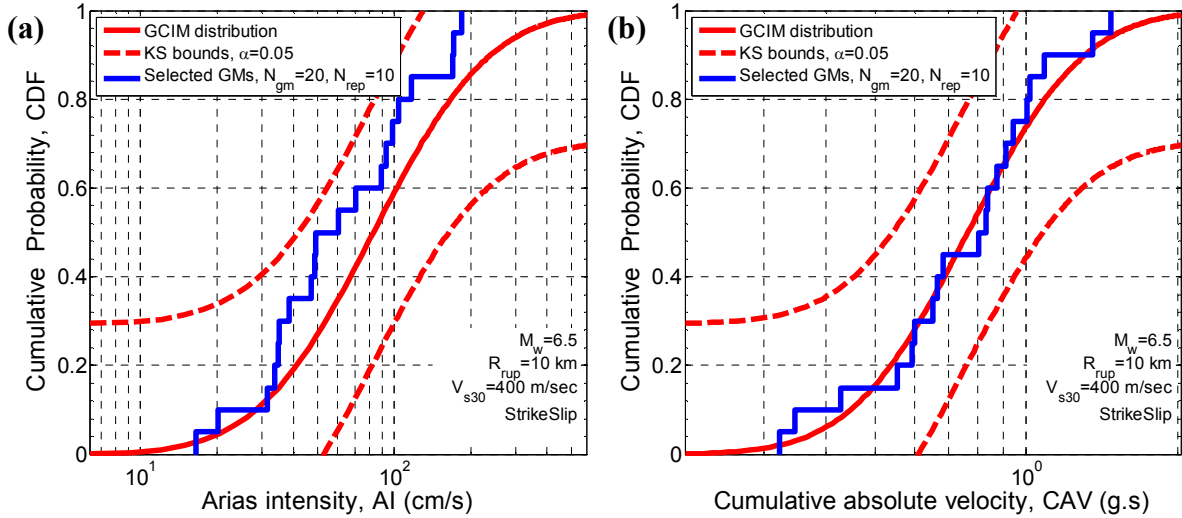 (a)
GCIM distribution
KS bounds, α=0.05
Selected GMs, N_gm=20, N_rep=10
Cumulative Probability, CDF
1
0.8
0.6
0.4
0.2
0
M_w=6.5
R_rup=10 km
V_s30=400 m/sec
StrikeSlip
10^1
10^2
Arias intensity, AI (cm/s)
(b)
GCIM distribution
KS bounds, α=0.05
Selected GMs, N_gm=20, N_rep=10
Cumulative Probability, CDF
1
0.8
0.6
0.4
0.2
0
M_w=6.5
R_rup=10 km
V_s30=400 m/sec
StrikeSlip
10^0
Cumulative absolute velocity, CAV (g.s)